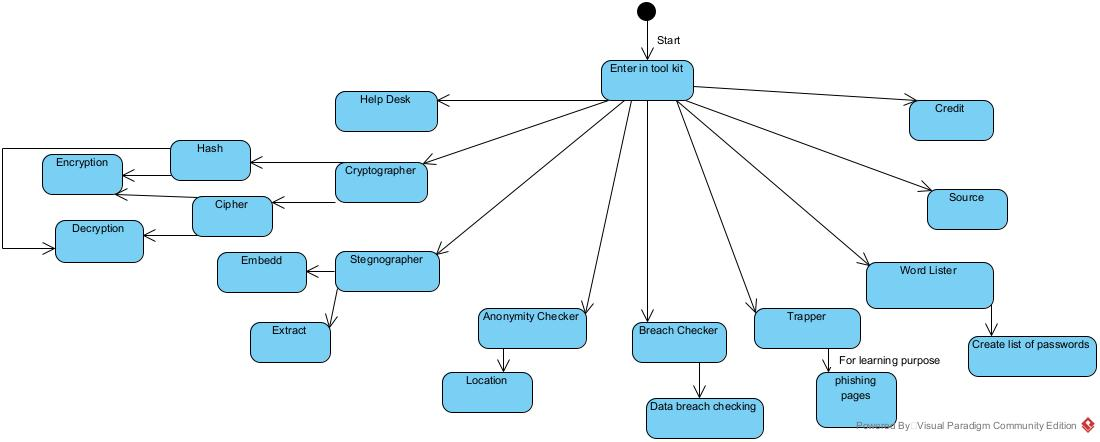 Start
Enter in tool kit
Help Desk
Credit
Hash
Encryption
Cryptographer
Cipher
Source
Decryption
Embedd
Stegnographer
Word Lister
Extract
Anonymity Checker
Breach Checker
Trapper
Create list of passwords
For learning purpose
Location
phishing
pages
Data breach checking
Powered By Visual Paradigm Community Edition